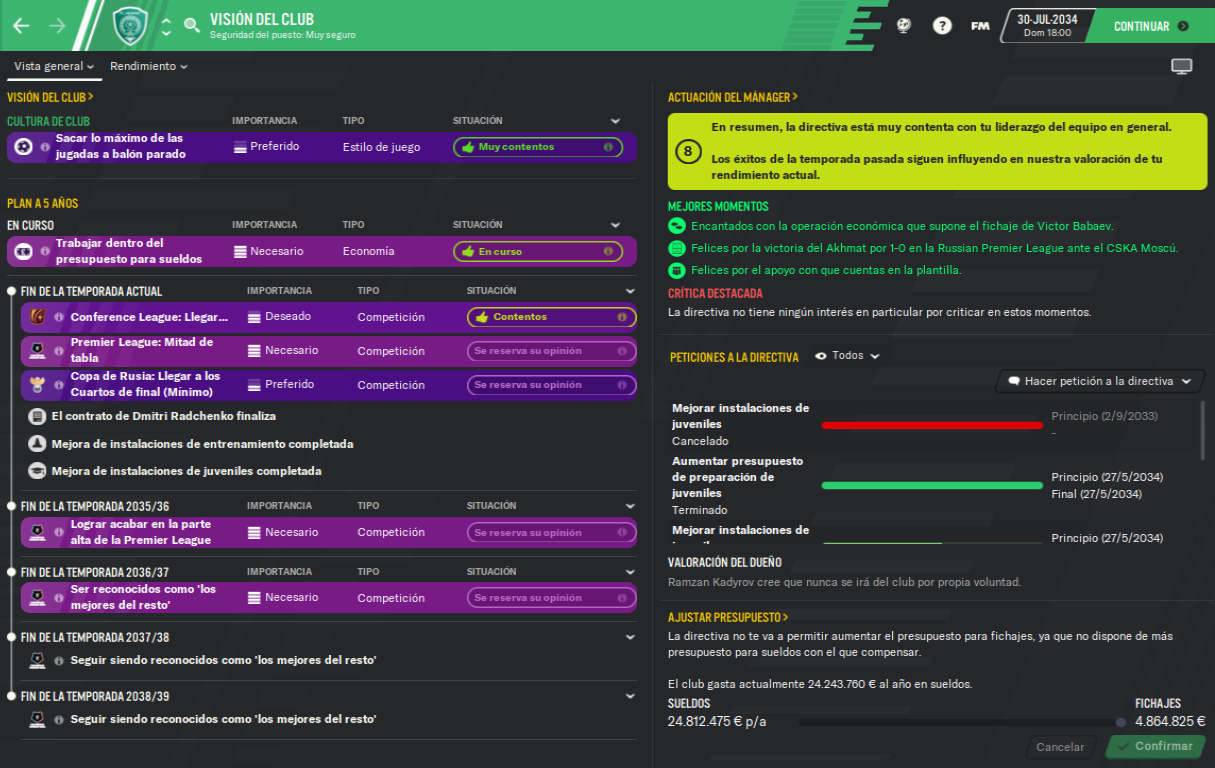 VISIÓN DEL CLUB
Seguridad del puesto: Muy seguro
?
FM
30-JUL-2034
Dom 18:00
CONTINUAR
Vista general
Rendimiento
VISIÓN DEL CLUB
CULTURA DE CLUB IMPORTANCIA TIPO SITUACIÓN
Sacar lo máximo de las
jugadas a balón parado
Preferido Estilo de juego Muy contentos
PLAN A 5 AÑOS
EN CURSO IMPORTANCIA TIPO SITUACIÓN
Trabajar dentro del
presupuesto para sueldos
Necesario Economía En curso
FIN DE LA TEMPORADA ACTUAL IMPORTANCIA TIPO SITUACIÓN
Conference League: Llegar... Deseado Competición Contentos
Premier League: Mitad de
tabla
Necesario Competición Se reserva su opinión
Copa de Rusia: Llegar a los
Cuartos de final (Mínimo)
Preferido Competición Se reserva su opinión
El contrato de Dmitri Radchenko finaliza
Mejora de instalaciones de entrenamiento completada
Mejora de instalaciones de juveniles completada
FIN DE LA TEMPORADA 2035/36 IMPORTANCIA TIPO SITUACIÓN
Lograr acabar en la parte
alta de la Premier League
Necesario Competición Se reserva su opinión
FIN DE LA TEMPORADA 2036/37 IMPORTANCIA TIPO SITUACIÓN
Ser reconocidos como 'los
mejores del resto'
Necesario Competición Se reserva su opinión
FIN DE LA TEMPORADA 2037/38
Seguir siendo reconocidos como 'los mejores del resto'
FIN DE LA TEMPORADA 2038/39
Seguir siendo reconocidos como 'los mejores del resto'
ACTUACIÓN DEL MÁNAGER
8
En resumen, la directiva está muy contenta con tu liderazgo del equipo en general.
Los éxitos de la temporada pasada siguen influyendo en nuestra valoración de tu
rendimiento actual.
MEJORES MOMENTOS
Encantados con la operación económica que supone el fichaje de Victor Babaev.
Felices por la victoria del Akhmat por 1-0 en la Russian Premier League ante el CSKA Moscú.
Felices por el apoyo con que cuentas en la plantilla.
CRÍTICA DESTACADA
La directiva no tiene ningún interés en particular por criticar en estos momentos.
PETICIONES A LA DIRECTIVA Todos
Hacer petición a la directiva
Mejorar instalaciones de
juveniles
Cancelado
Principio (2/9/2033)
-
Aumentar presupuesto
de preparación de
juveniles
Terminado
Principio (27/5/2034)
Final (27/5/2034)
Mejorar instalaciones de
juveniles
Principio (27/5/2034)
VALORACIÓN DEL DUEÑO
Ramzan Kadyrov cree que nunca se irá del club por propia voluntad.
AJUSTAR PRESUPUESTO
La directiva no te va a permitir aumentar el presupuesto para fichajes, ya que no dispone de más
presupuesto para sueldos con el que compensar.
El club gasta actualmente 24.243.760 € al año en sueldos.
SUELDOS FICHAJES
24.812.475 € p/a 4.864.825 €
Cancelar Confirmar